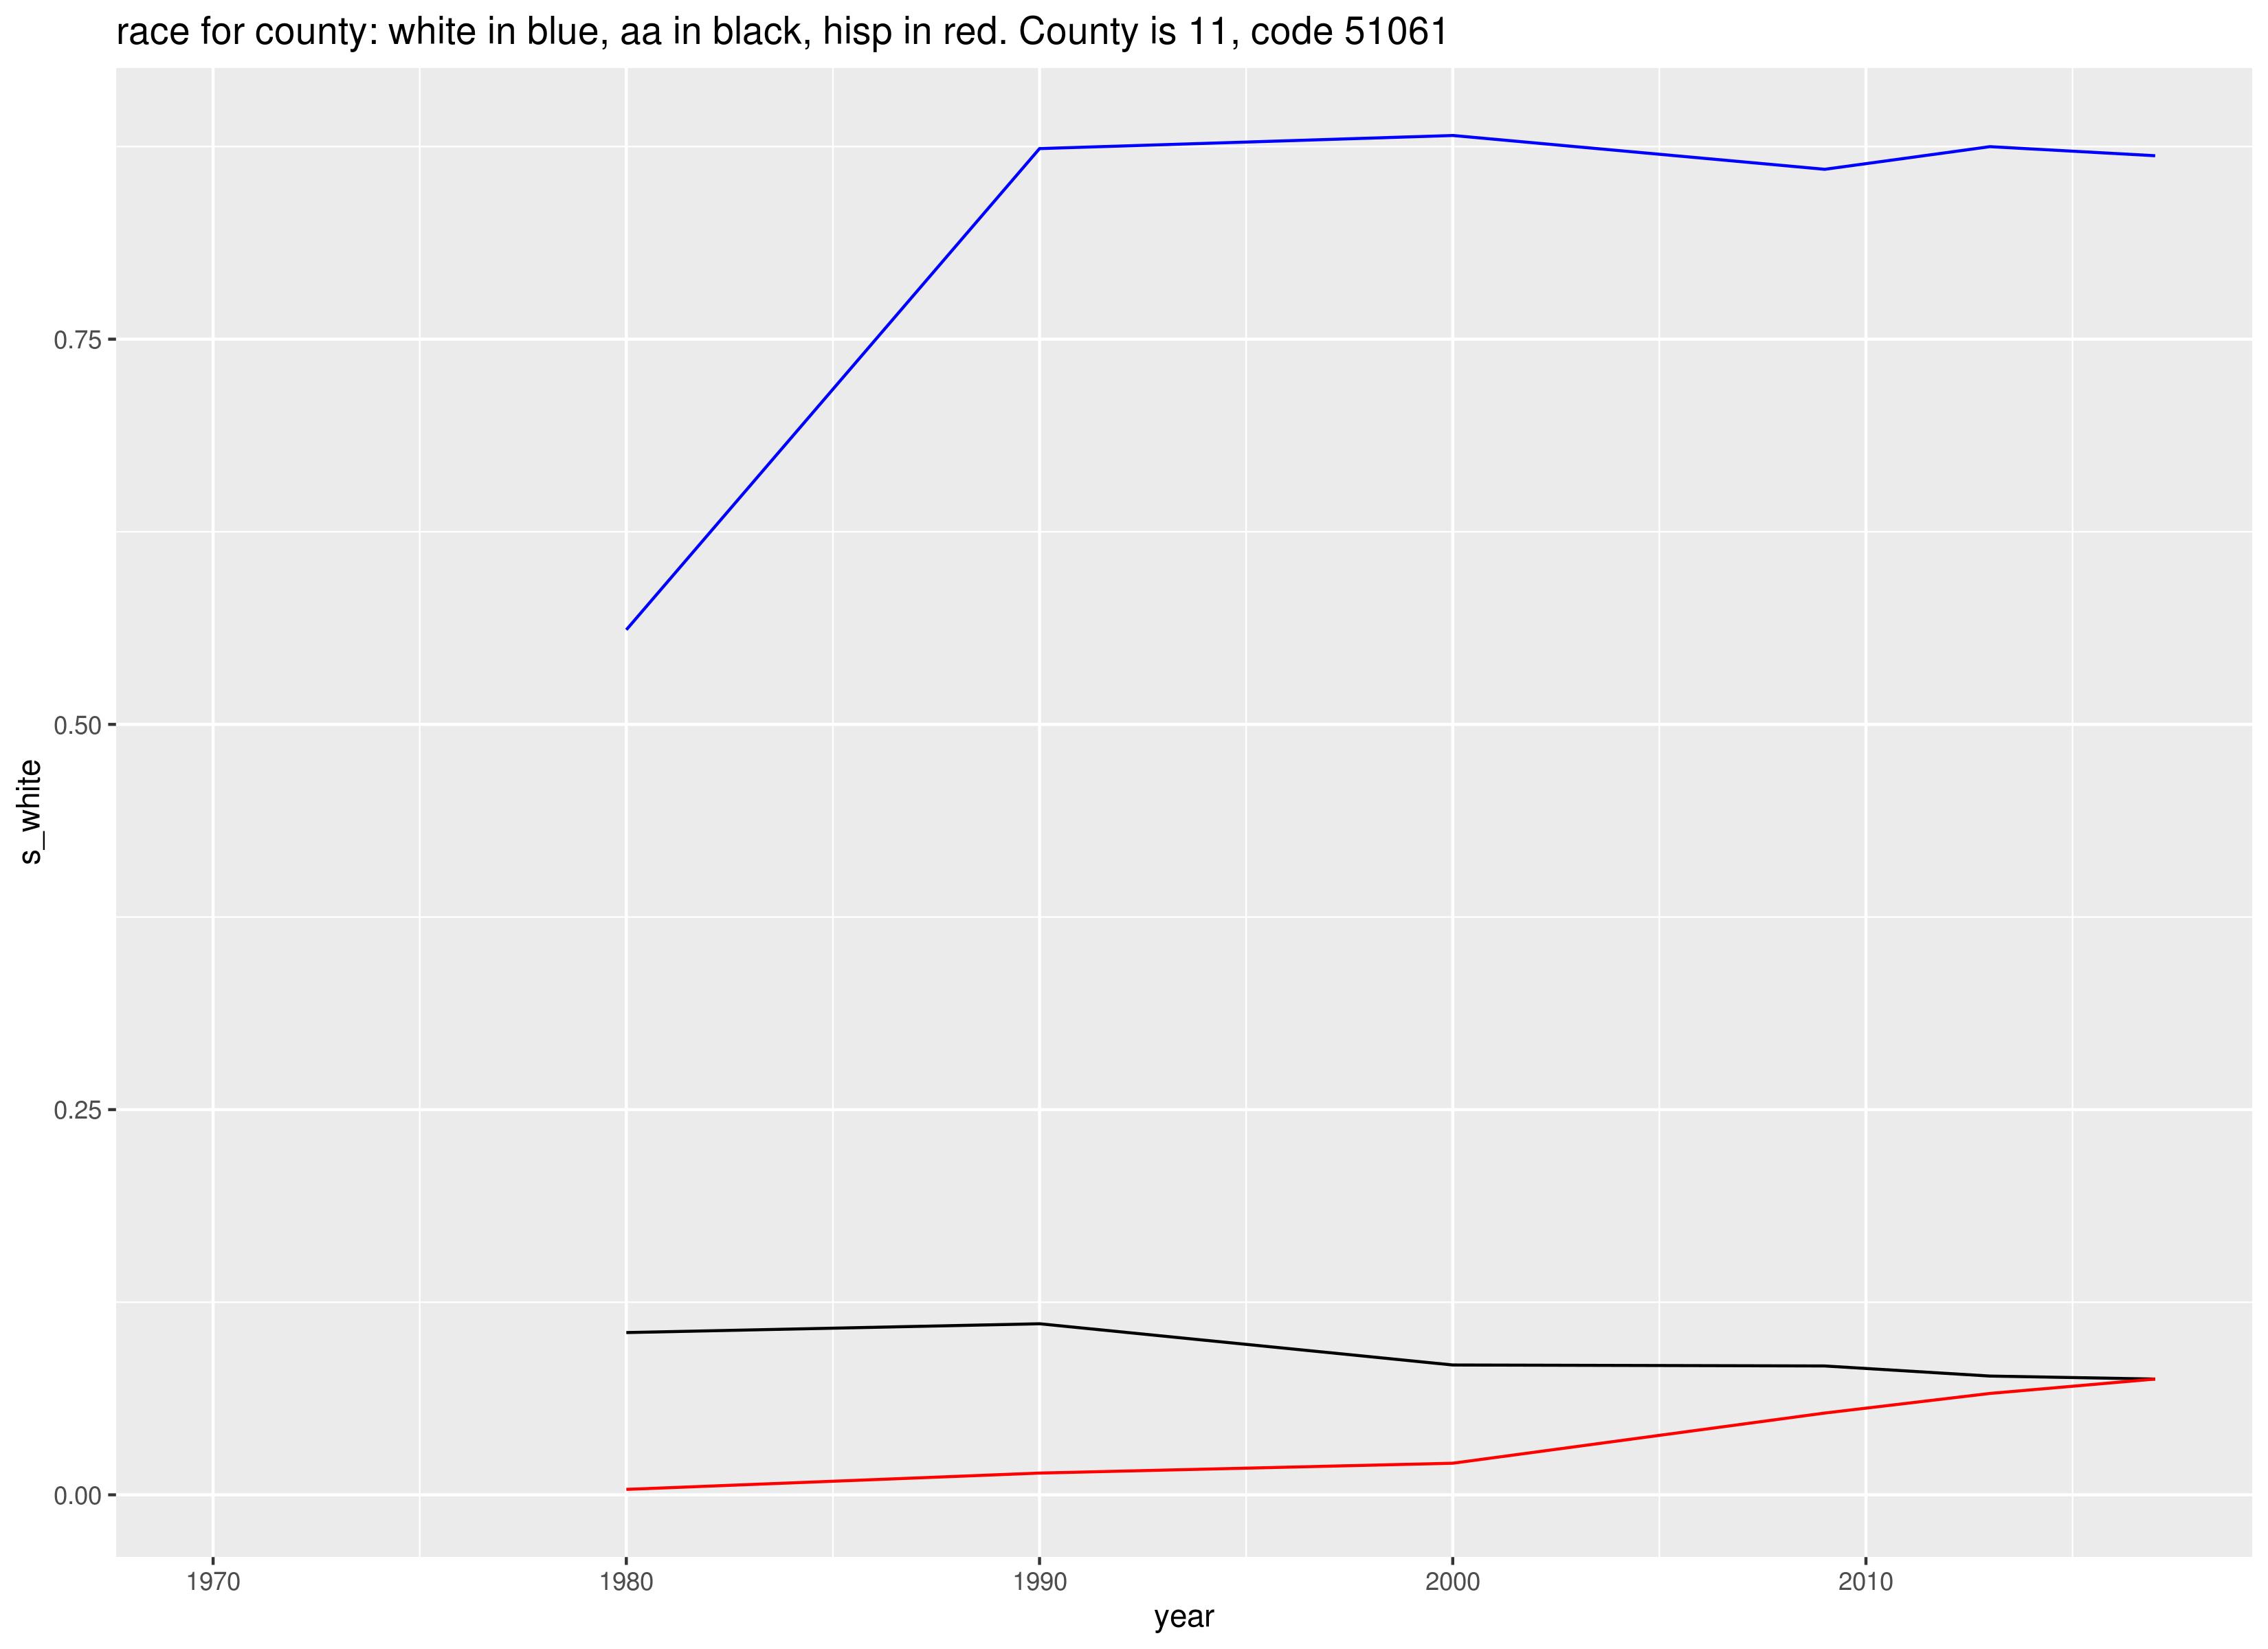 race for county: white in blue, aa in black, hisp in red. County is 11, code 51061
0.75
0.50
0.25
0.00
s_white
1970 1980 1990 2000 2010
year